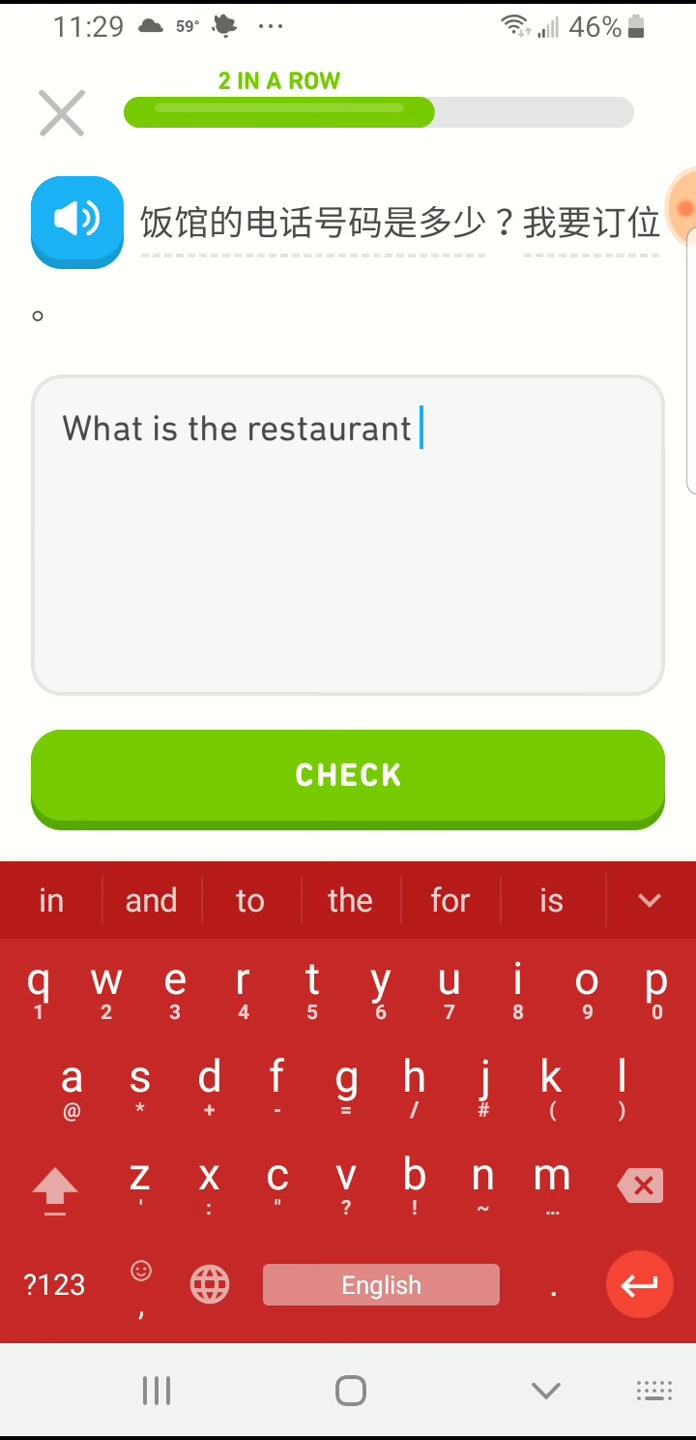 11:29 59° ... 46%
2 IN A ROW
饭馆的电话号码是多少？我要订位
。
What is the restaurant
CHECK
in and to the for is
q w e r t y u i o p
1 2 3 4 5 6 7 8 9 0
a s d f g h j k l
@ * + - = / # ( )
z x c v b n m
' : " ? ! ~ …
?123 , English .